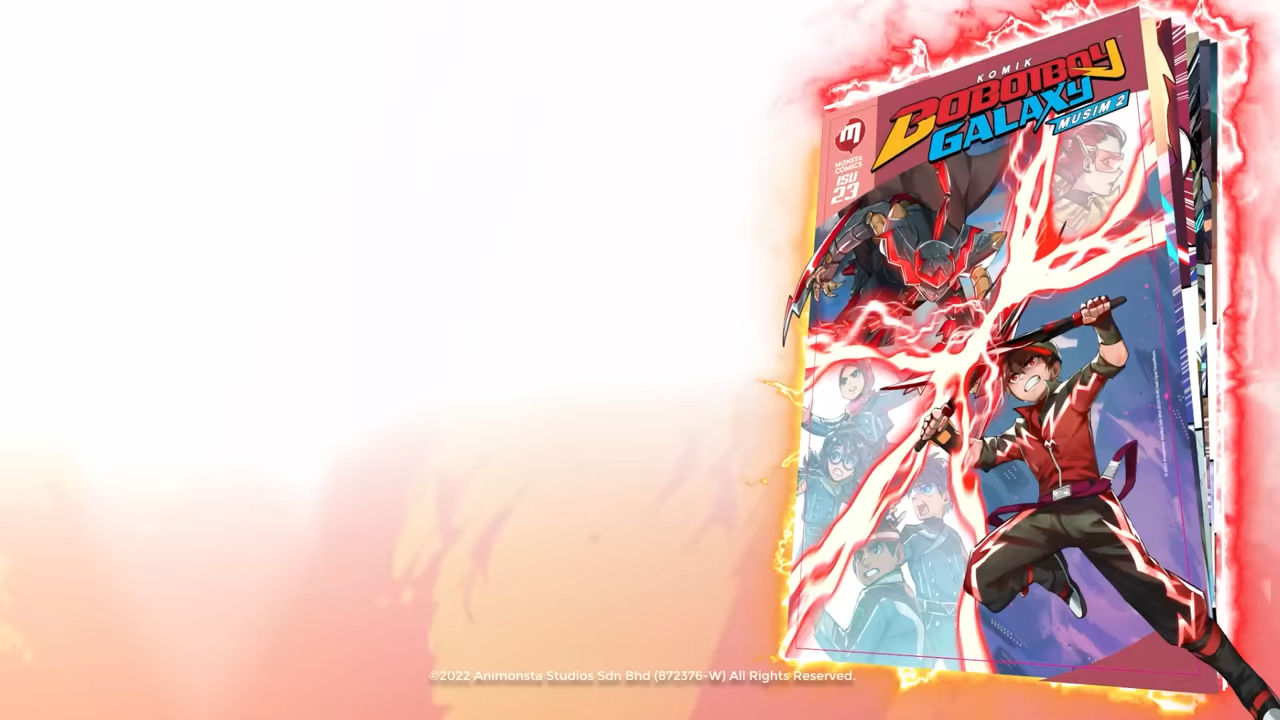 KOMIK
BOBOIBOY
GALAXY
MUSIM 2
MONSTA
COMICS
ISU
23
©2022 Animonsta Studios Sdn Bhd (872376-W) All Rights Reserved.